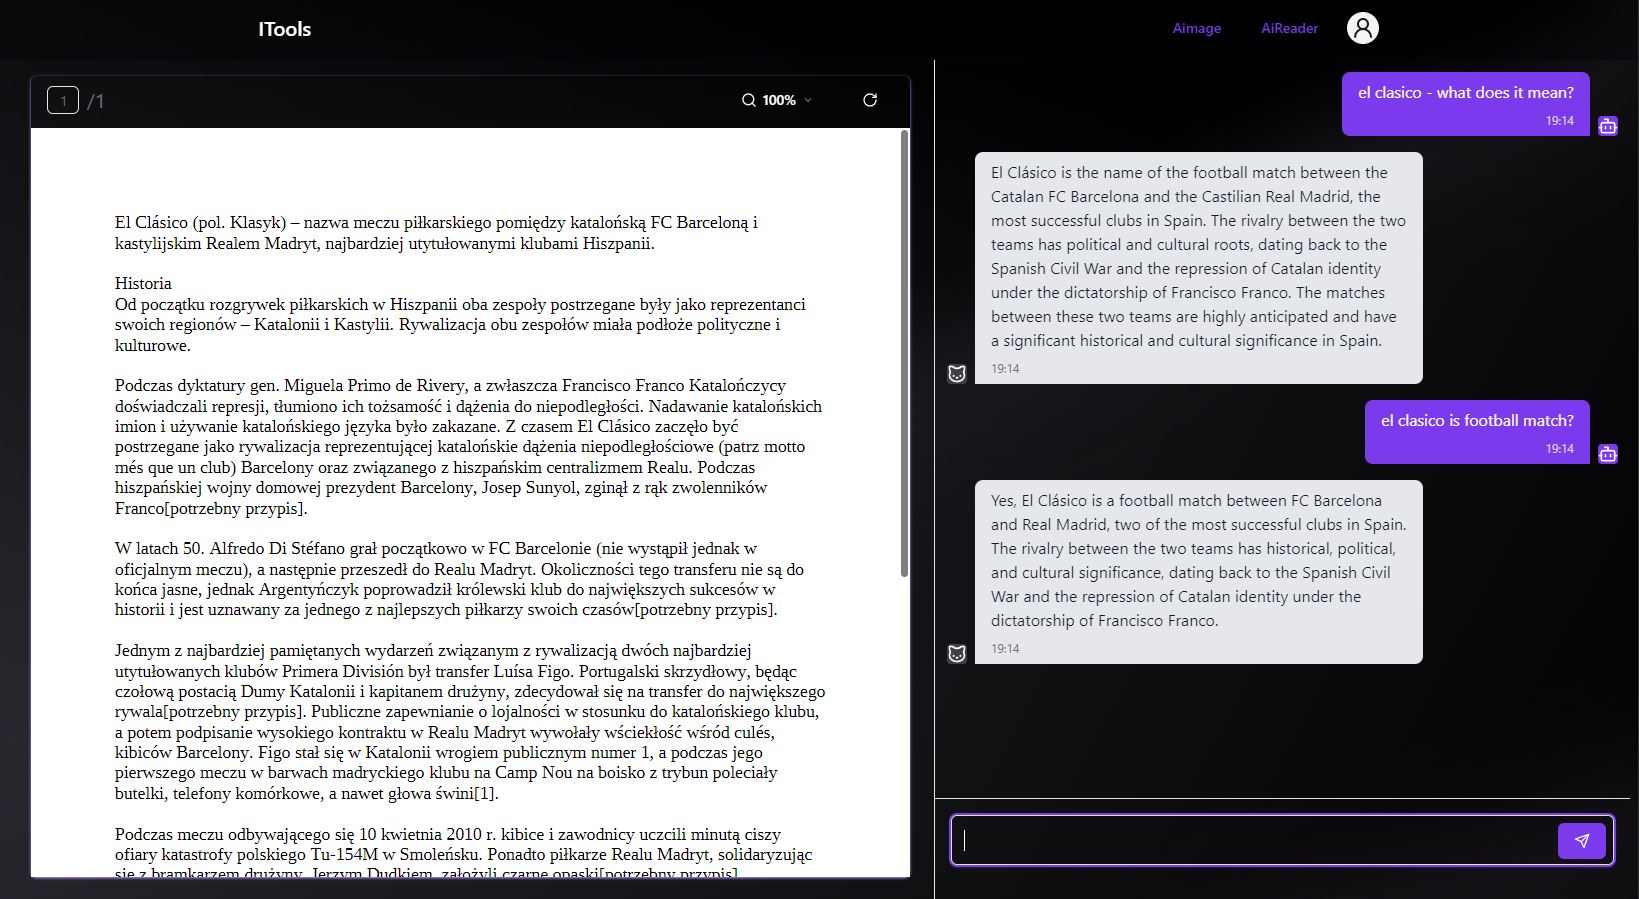 ITools
Aimage
AiReader
1 /1
100%
El Clásico (pol. Klasyk) – nazwa meczu piłkarskiego pomiędzy katalońską FC Barceloną i
kastylijskim Realem Madryt, najbardziej utytułowanymi klubami Hiszpanii.
Historia
Od początku rozgrywek piłkarskich w Hiszpanii oba zespoły postrzegane były jako reprezentanci
swoich regionów – Katalonii i Kastylii. Rywalizacja obu zespołów miała podłoże polityczne i
kulturowe.
Podczas dyktatury gen. Miguela Primo de Rivery, a zwłaszcza Francisco Franco Katalończycy
doświadczali represji, tłumiono ich tożsamość i dążenia do niepodległości. Nadawanie katalońskich
imion i używanie katalońskiego języka było zakazane. Z czasem El Clásico zaczęło być
postrzegane jako rywalizacja reprezentującej katalońskie dążenia niepodległościowe (patrz motto
més que un club) Barcelony oraz związanego z hiszpańskim centralizmem Realu. Podczas
hiszpańskiej wojny domowej prezydent Barcelony, Josep Sunyol, zginął z rąk zwolenników
Franco[potrzebny przypis].
W latach 50. Alfredo Di Stéfano grał początkowo w FC Barcelonie (nie wystąpił jednak w
oficjalnym meczu), a następnie przeszedł do Realu Madryt. Okoliczności tego transferu nie są do
końca jasne, jednak Argentyńczyk poprowadził królewski klub do największych sukcesów w
historii i jest uznawany za jednego z najlepszych piłkarzy swoich czasów[potrzebny przypis].
Jednym z najbardziej pamiętanych wydarzeń związanym z rywalizacją dwóch najbardziej
utytułowanych klubów Primera División był transfer Luísa Figo. Portugalski skrzydłowy, będąc
czołową postacią Dumy Katalonii i kapitanem drużyny, zdecydował się na transfer do największego
rywala[potrzebny przypis]. Publiczne zapewnianie o lojalności w stosunku do katalońskiego klubu,
a potem podpisanie wysokiego kontraktu w Realu Madryt wywołały wściekłość wśród culés,
kibiców Barcelony. Figo stał się w Katalonii wrogiem publicznym numer 1, a podczas jego
pierwszego meczu w barwach madryckiego klubu na Camp Nou na boisko z trybun poleciały
butelki, telefony komórkowe, a nawet głowa świni[1].
Podczas meczu odbywającego się 10 kwietnia 2010 r. kibice i zawodnicy uczcili minutą ciszy
ofiary katastrofy polskiego Tu-154M w Smoleńsku. Ponadto piłkarze Realu Madryt, solidaryzując
się z bramkarzem drużyny, Jerzym Dudkiem, założyli czarne opaski[potrzebny przypis].
el clasico - what does it mean?
19:14
El Clásico is the name of the football match between the
Catalan FC Barcelona and the Castilian Real Madrid, the
most successful clubs in Spain. The rivalry between the two
teams has political and cultural roots, dating back to the
Spanish Civil War and the repression of Catalan identity
under the dictatorship of Francisco Franco. The matches
between these two teams are highly anticipated and have
a significant historical and cultural significance in Spain.
19:14
el clasico is football match?
19:14
Yes, El Clásico is a football match between FC Barcelona
and Real Madrid, two of the most successful clubs in Spain.
The rivalry between the two teams has historical, political,
and cultural significance, dating back to the Spanish Civil
War and the repression of Catalan identity under the
dictatorship of Francisco Franco.
19:14